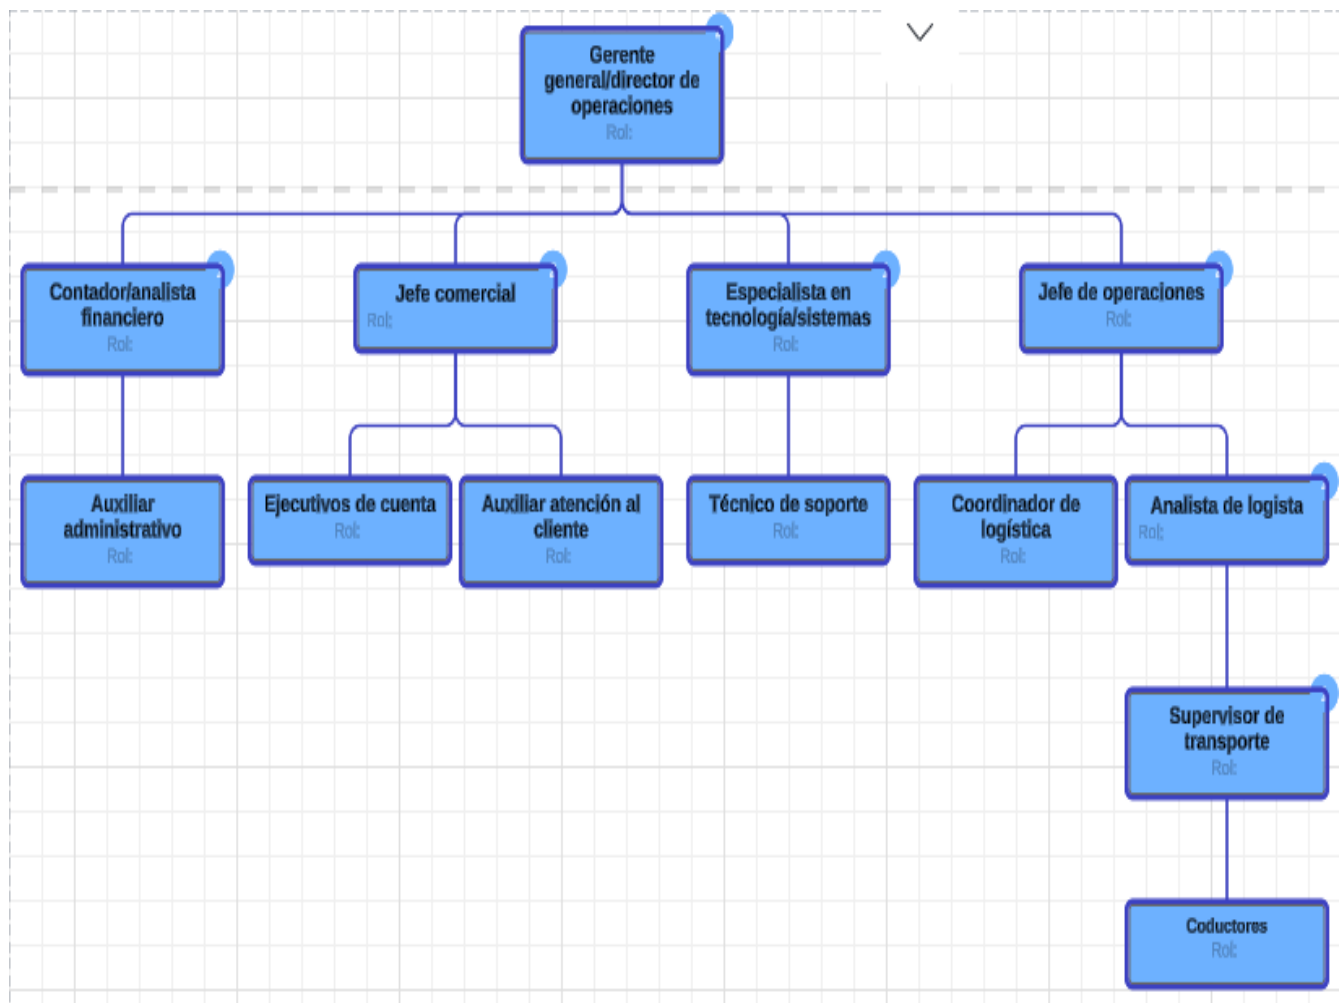 Gerente
general/director de
operaciones
Rol:
Contador/analista
financiero
Rol:
Jefe comercial
Rol:
Especialista en
tecnología/sistemas
Rol:
Jefe de operaciones
Rol:
Auxiliar
administrativo
Rol:
Ejecutivos de cuenta
Rol:
Auxiliar atención al
cliente
Rol:
Técnico de soporte
Rol:
Coordinador de
logística
Rol:
Analista de logista
Rol:
Supervisor de
transporte
Rol:
Coductores
Rol: